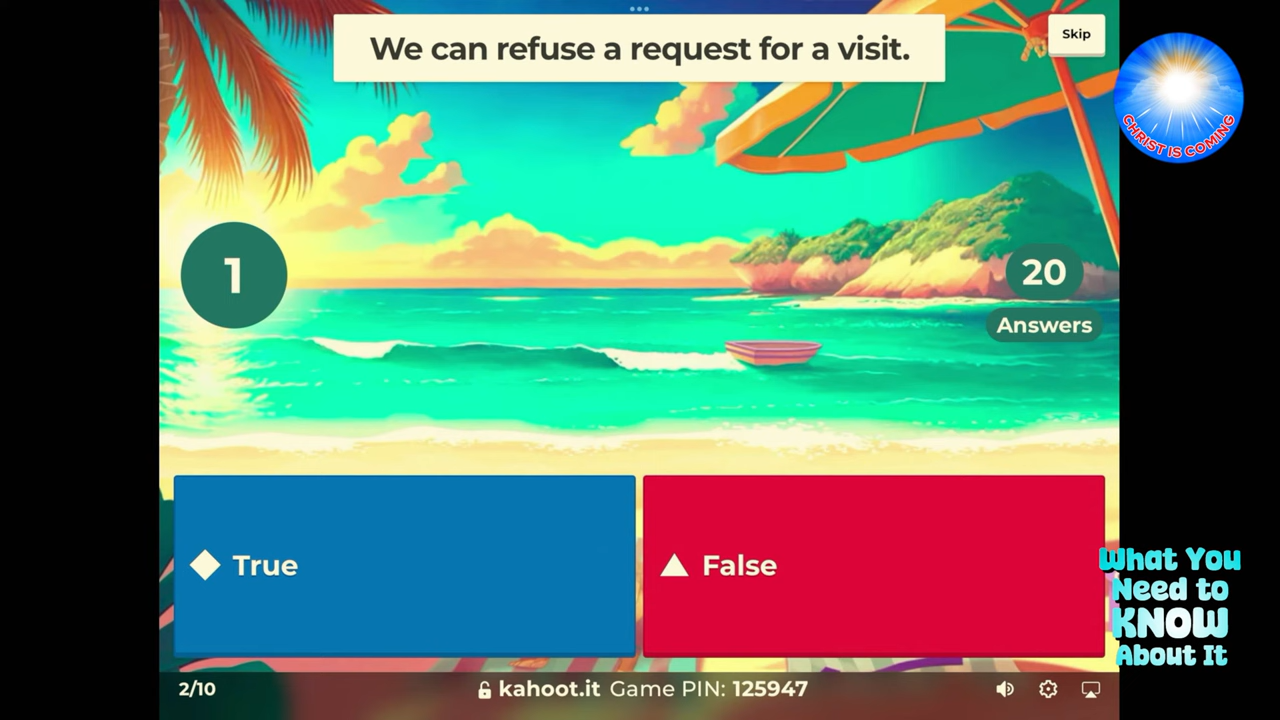 We can refuse a request for a visit.
Skip
CHRIST IS COMING
1
20
Answers
True
False
What You
Need to
KNOW
About It
2/10
kahoot.it Game PIN: 125947